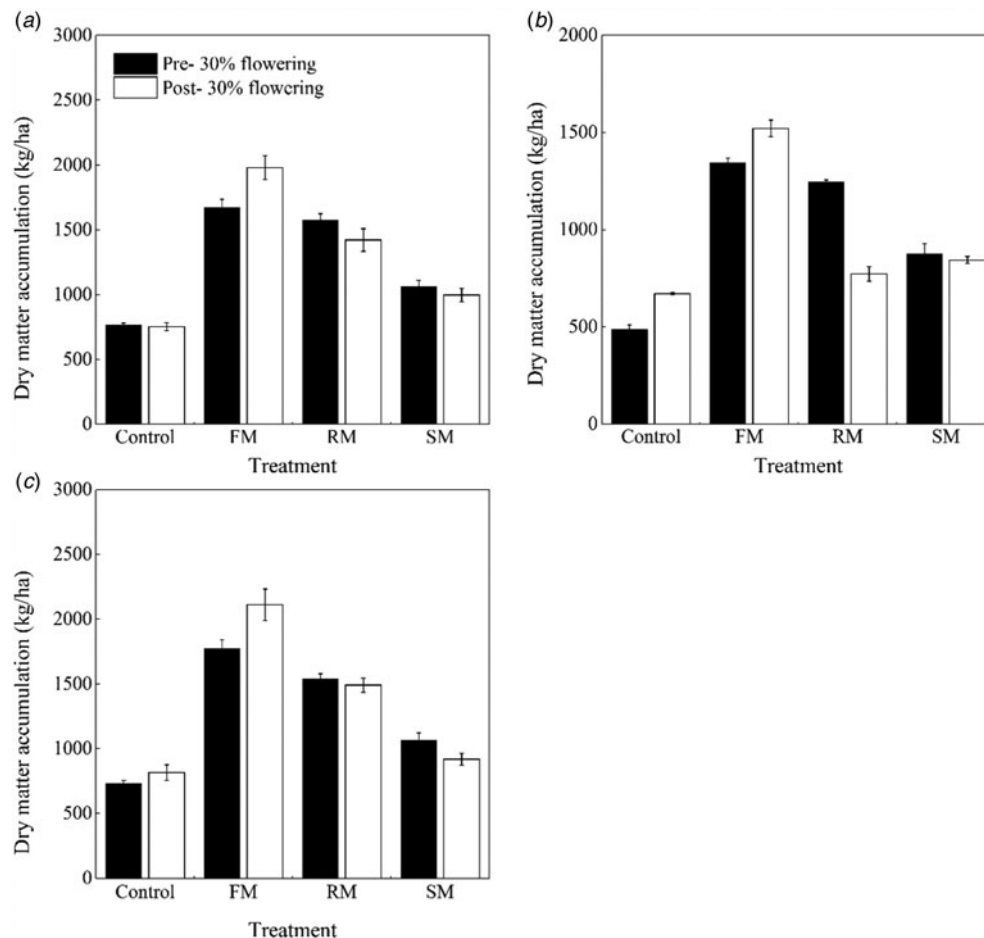 (a)
3000
2500
2000
1500
1000
500
0
Dry matter accumulation (kg/ha)
Pre- 30% flowering
Post- 30% flowering
Control FM RM SM
Treatment
(b)
2000
1500
1000
500
0
Dry matter accumulation (kg/ha)
Control FM RM SM
Treatment
(c)
3000
2500
2000
1500
1000
500
0
Dry matter accumulation (kg/ha)
Control FM RM SM
Treatment